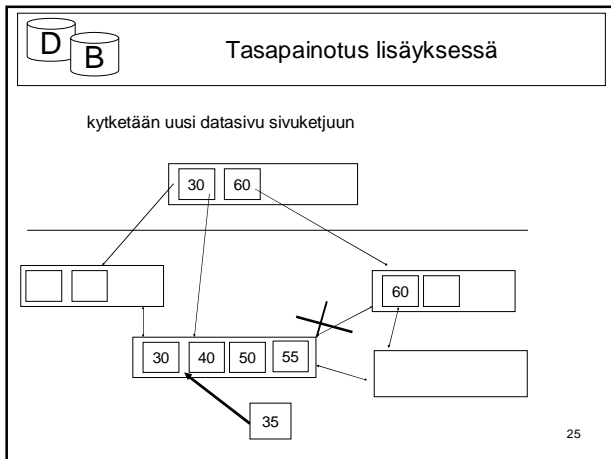 D B
Tasapainotus lisäyksessä
kytketään uusi datasivu sivuketjuun
30 60
60
30 40 50 55
35
25